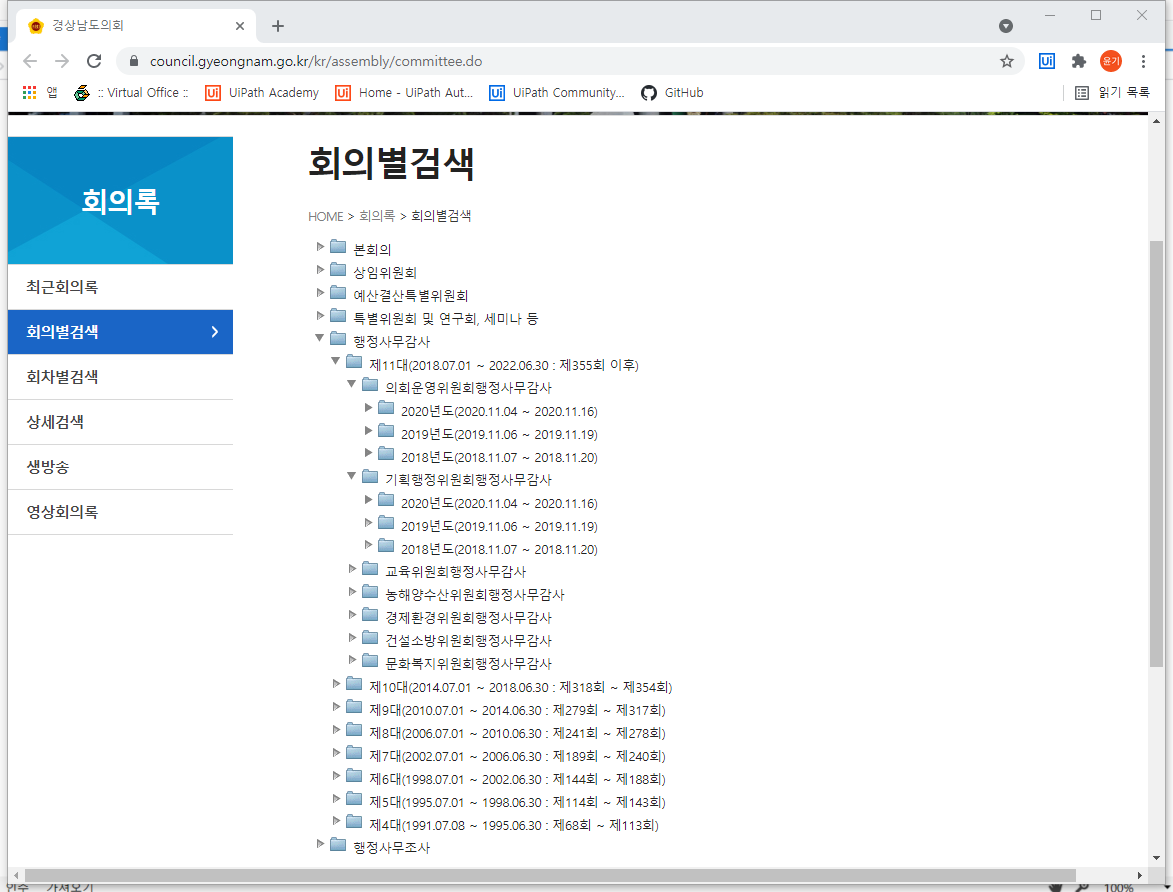 경상남도의회
council.gyeongnam.go.kr/kr/assembly/committee.do
Ui
윤기
앱
:: Virtual Office ::
Ui UiPath Academy
Ui Home - UiPath Aut...
Ui UiPath Community...
GitHub
읽기 목록
회의록
최근회의록
회의별검색
회차별검색
상세검색
생방송
영상회의록
회의별검색
HOME > 회의록 > 회의별검색
본회의
상임위원회
예산결산특별위원회
특별위원회 및 연구회, 세미나 등
행정사무감사
제11대(2018.07.01 ~ 2022.06.30 : 제355회 이후)
의회운영위원회행정사무감사
2020년도(2020.11.04 ~ 2020.11.16)
2019년도(2019.11.06 ~ 2019.11.19)
2018년도(2018.11.07 ~ 2018.11.20)
기획행정위원회행정사무감사
2020년도(2020.11.04 ~ 2020.11.16)
2019년도(2019.11.06 ~ 2019.11.19)
2018년도(2018.11.07 ~ 2018.11.20)
교육위원회행정사무감사
농해양수산위원회행정사무감사
경제환경위원회행정사무감사
건설소방위원회행정사무감사
문화복지위원회행정사무감사
제10대(2014.07.01 ~ 2018.06.30 : 제318회 ~ 제354회)
제9대(2010.07.01 ~ 2014.06.30 : 제279회 ~ 제317회)
제8대(2006.07.01 ~ 2010.06.30 : 제241회 ~ 제278회)
제7대(2002.07.01 ~ 2006.06.30 : 제189회 ~ 제240회)
제6대(1998.07.01 ~ 2002.06.30 : 제144회 ~ 제188회)
제5대(1995.07.01 ~ 1998.06.30 : 제114회 ~ 제143회)
제4대(1991.07.08 ~ 1995.06.30 : 제68회 ~ 제113회)
행정사무조사
가져오기
100%